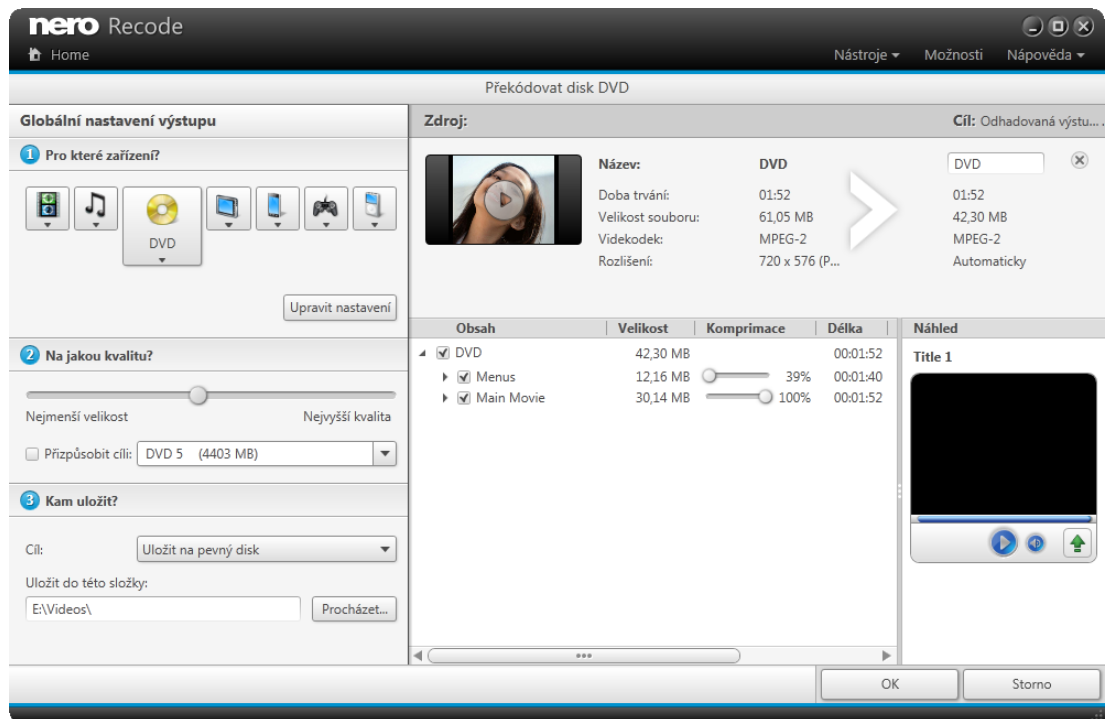 nero Recode
Home
Nástroje Možnosti Nápověda
Překódovat disk DVD
Globální nastavení výstupu
1 Pro které zařízení?
DVD
Upravit nastavení
2 Na jakou kvalitu?
Nejmenší velikost Nejvyšší kvalita
Přizpůsobit cíli: DVD 5 (4403 MB)
3 Kam uložit?
Cíl: Uložit na pevný disk
Uložit do této složky:
E:\Videos\ Procházet...
Zdroj: Cíl: Odhadovaná výstu...
Název: DVD DVD
Doba trvání: 01:52 01:52
Velikost souboru: 61,05 MB 42,30 MB
Videkodek: MPEG-2 MPEG-2
Rozlišení: 720 x 576 (P... Automaticky
Obsah Velikost Komprimace Délka
DVD 42,30 MB 00:01:52
Menus 12,16 MB 39% 00:01:40
Main Movie 30,14 MB 100% 00:01:52
Náhled
Title 1
OK Storno